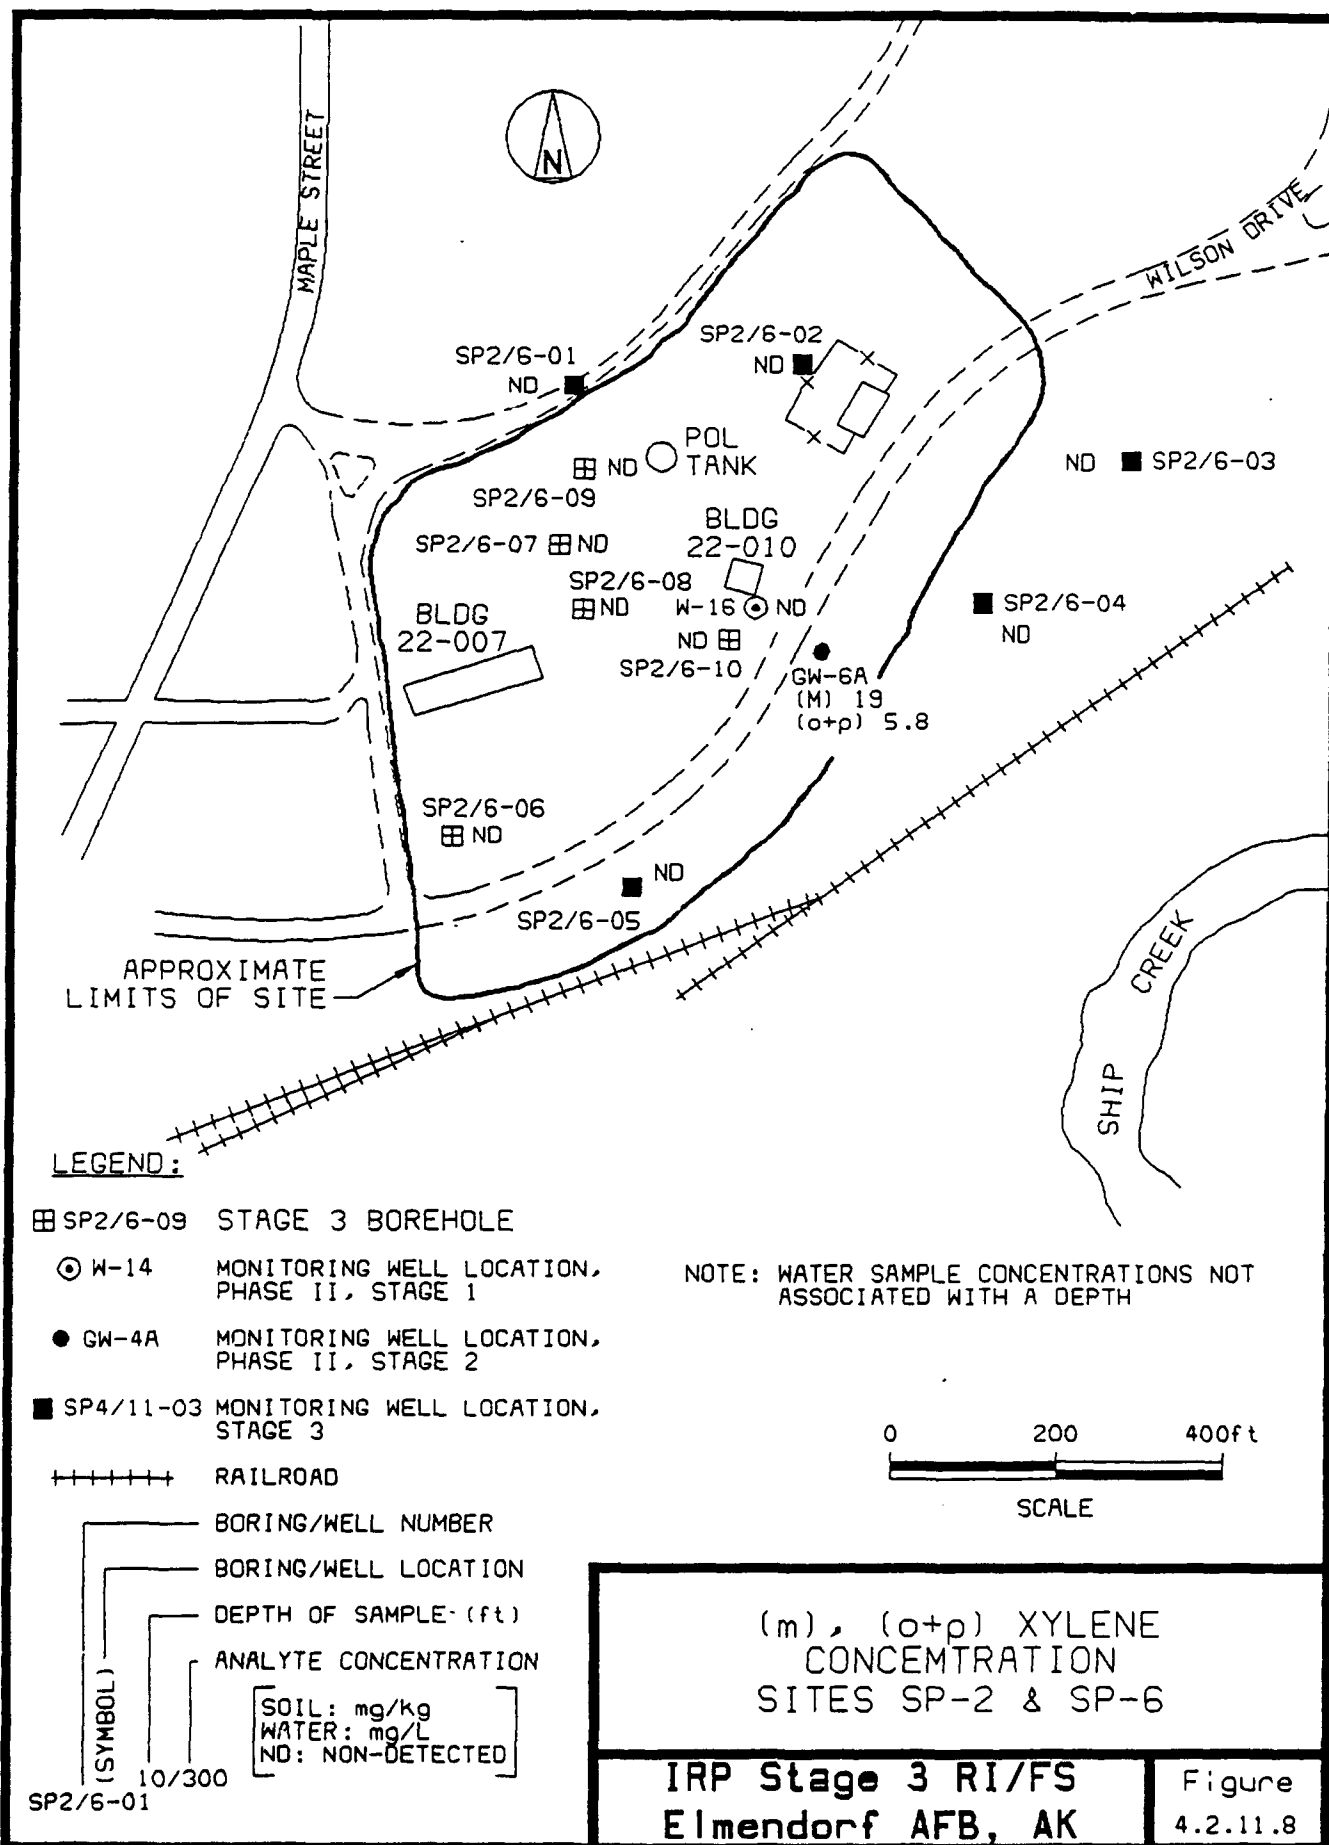 MAPLE STREET
N
WILSON DRIVE
SP2/6-01
ND
SP2/6-02
ND
POL
TANK
ND
SP2/6-09
ND
SP2/6-03
BLDG
22-010
SP2/6-07
ND
SP2/6-08
ND
W-16
ND
SP2/6-04
ND
BLDG
22-007
ND
SP2/6-10
GW-6A
(M) 19
(o+p) 5.8
SP2/6-06
ND
ND
SP2/6-05
APPROXIMATE
LIMITS OF SITE
SHIP CREEK
LEGEND:
SP2/6-09 STAGE 3 BOREHOLE
W-14 MONITORING WELL LOCATION,
PHASE II, STAGE 1
GW-4A MONITORING WELL LOCATION,
PHASE II, STAGE 2
SP4/11-03 MONITORING WELL LOCATION,
STAGE 3
RAILROAD
BORING/WELL NUMBER
BORING/WELL LOCATION
DEPTH OF SAMPLE (ft)
ANALYTE CONCENTRATION
SOIL: mg/Kg
WATER: mg/L
ND: NON-DETECTED
(SYMBOL)
10/300
SP2/6-01
NOTE: WATER SAMPLE CONCENTRATIONS NOT
ASSOCIATED WITH A DEPTH
0 200 400ft
SCALE
(m), (o+p) XYLENE
CONCEMTRATION
SITES SP-2 & SP-6
IRP Stage 3 RI/FS
Elmendorf AFB, AK
Figure
4.2.11.8